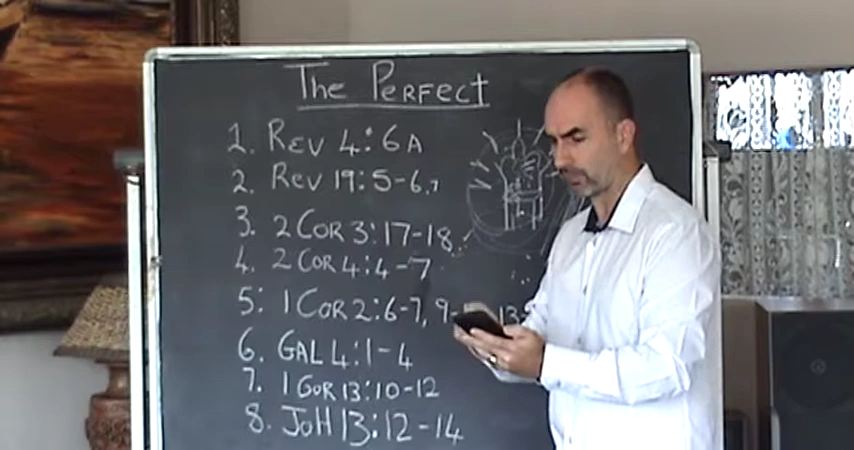 The Perfect
1. Rev 4:6A
2. Rev 19:5-6,7
3. 2 Cor 3:17-18
4. 2 Cor 4:4-7
5: 1 Cor 2:6-7, 9- 13
6. Gal 4:1-4
7. 1 Cor 13:10-12
8. JoH 13:12-14